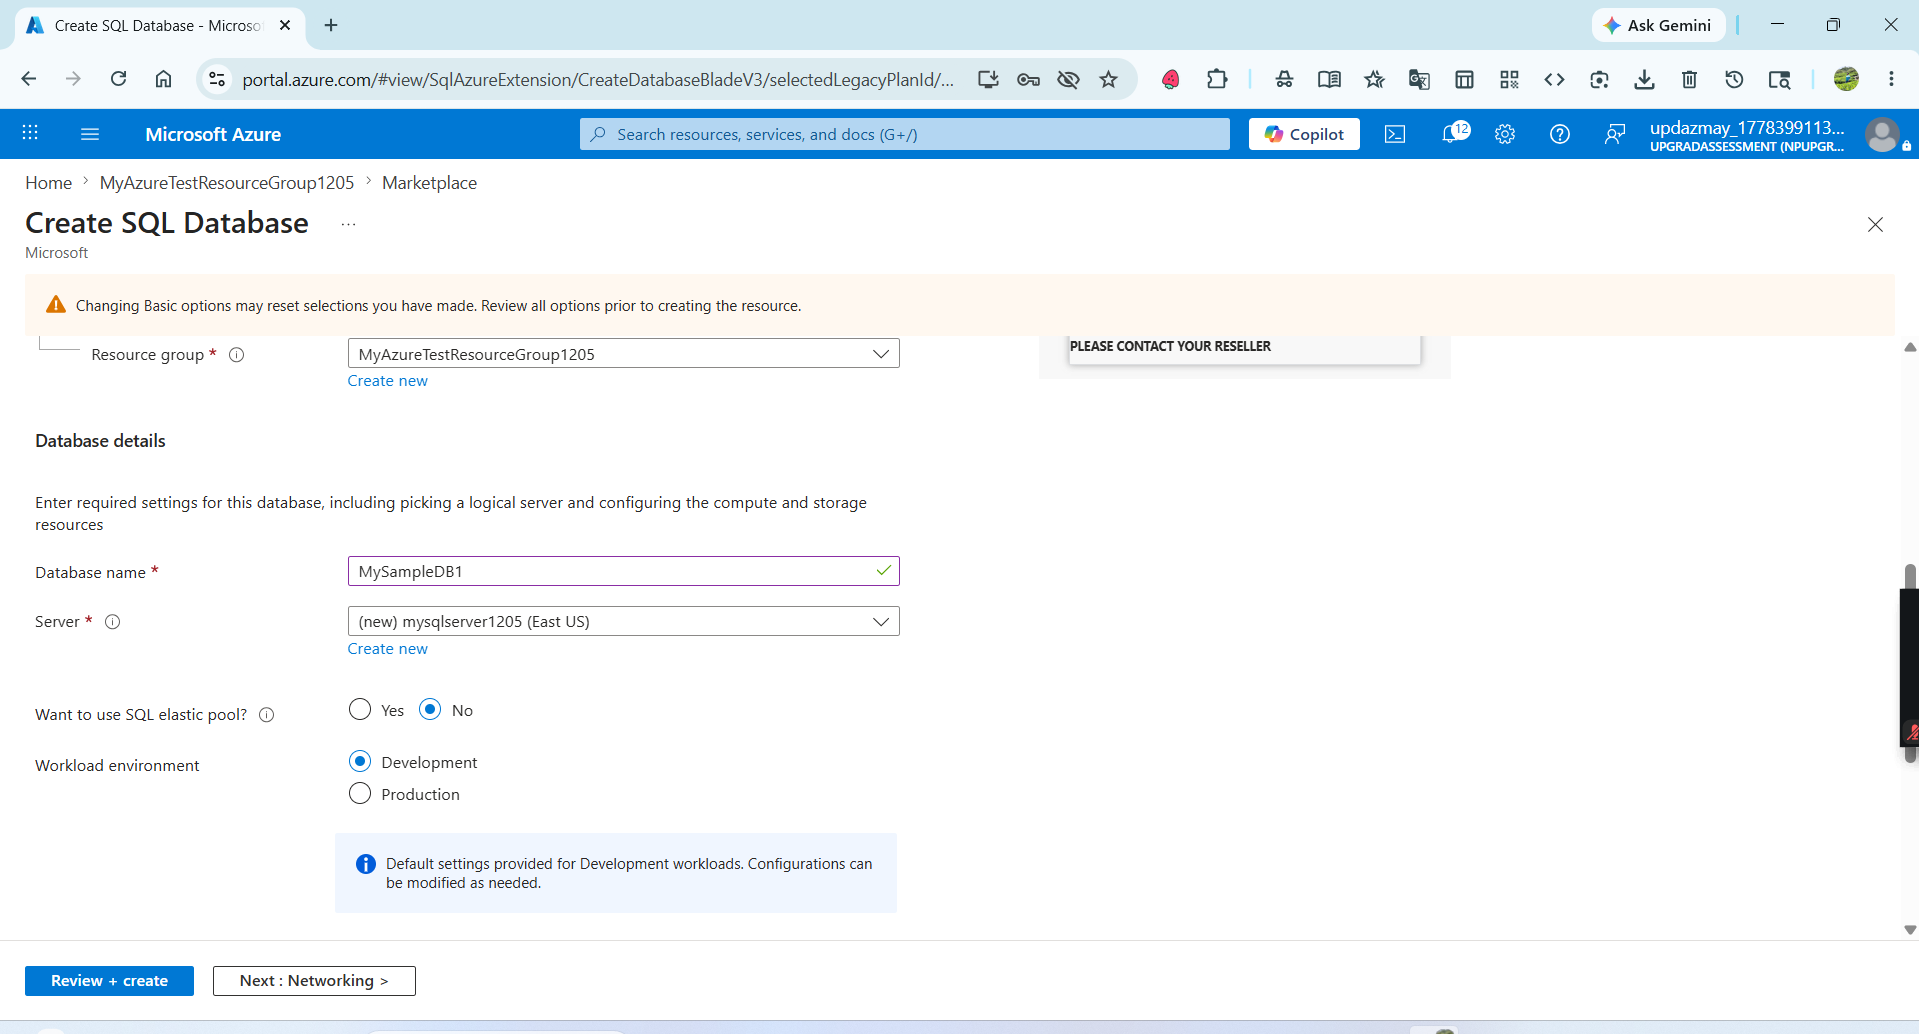 Create SQL Database - Microso
Ask Gemini
portal.azure.com/#view/SqlAzureExtension/CreateDatabaseBladeV3/selectedLegacyPlanId/...
Microsoft Azure
Search resources, services, and docs (G+/)
Copilot
12
updazmay_1778399113...
UPGRADASSESSMENT (NPUPGR...
Home > MyAzureTestResourceGroup1205 > Marketplace
Create SQL Database ...
Microsoft
Changing Basic options may reset selections you have made. Review all options prior to creating the resource.
Resource group *
MyAzureTestResourceGroup1205
Create new
PLEASE CONTACT YOUR RESELLER
Database details
Enter required settings for this database, including picking a logical server and configuring the compute and storage
resources
Database name *
MySampleDB1
Server *
(new) mysqlserver1205 (East US)
Create new
Want to use SQL elastic pool?
Yes
No
Workload environment
Development
Production
Default settings provided for Development workloads. Configurations can
be modified as needed.
Review + create
Next : Networking >